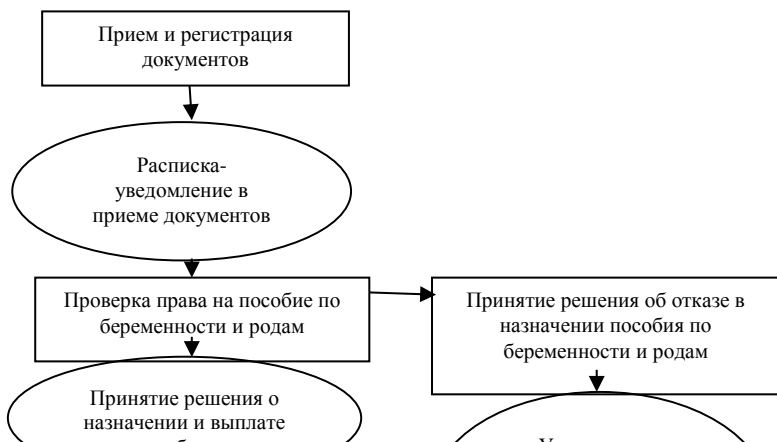 Прием и регистрация
документов
Расписка-
уведомление в
приеме документов
Проверка права на пособие по
беременности и родам
Принятие решения об отказе в
назначении пособия по
беременности и родам
Принятие решения о
назначении и выплате